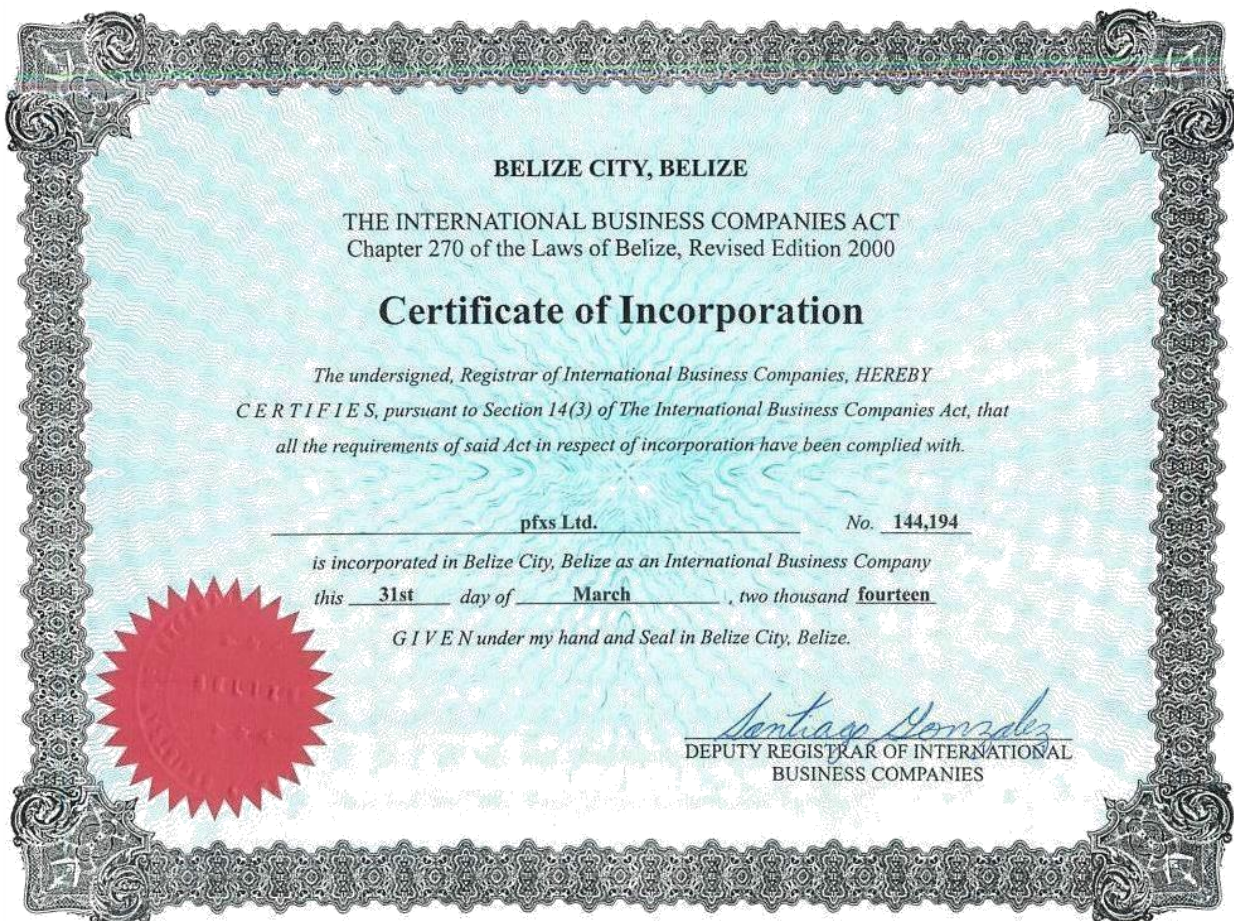 BELIZE CITY, BELIZE
THE INTERNATIONAL BUSINESS COMPANIES ACT
Chapter 270 of the Laws of Belize, Revised Edition 2000
Certificate of Incorporation
The undersigned, Registrar of International Business Companies, HEREBY
C E R T I F I E S, pursuant to Section 14(3) of The International Business Companies Act, that
all the requirements of said Act in respect of incorporation have been complied with.
pfxs Ltd. No. 144,194
is incorporated in Belize City, Belize as an International Business Company
this 31st day of March , two thousand fourteen
G I V E N under my hand and Seal in Belize City, Belize.
BELIZE
Santiago Gonzalez
DEPUTY REGISTRAR OF INTERNATIONAL
BUSINESS COMPANIES